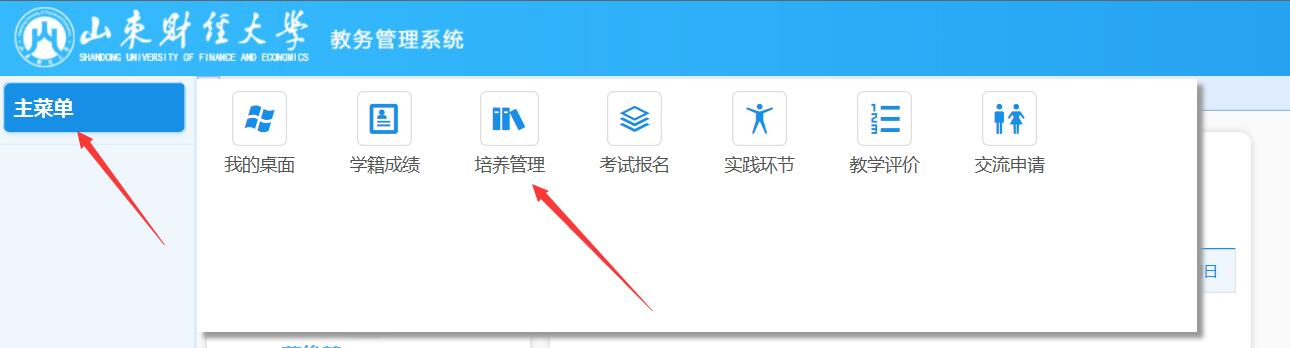 山东财经大学
SHANDONG UNIVERSITY OF FINANCE AND ECONOMICS
教务管理系统
主菜单
我的桌面
学籍成绩
培养管理
考试报名
实践环节
教学评价
交流申请
日